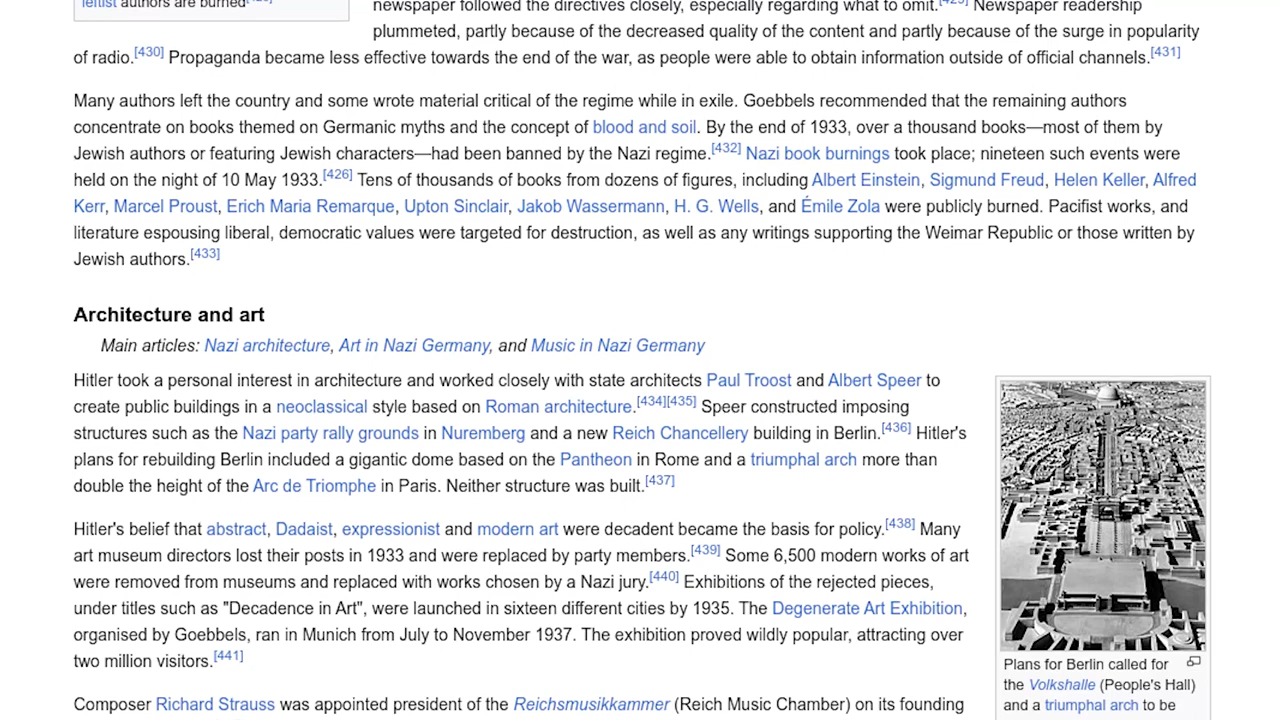 leftist authors are burned[426]
newspaper followed the directives closely, especially regarding what to omit.[429] Newspaper readership
plummeted, partly because of the decreased quality of the content and partly because of the surge in popularity
of radio.[430] Propaganda became less effective towards the end of the war, as people were able to obtain information outside of official channels.[431]
Many authors left the country and some wrote material critical of the regime while in exile. Goebbels recommended that the remaining authors
concentrate on books themed on Germanic myths and the concept of blood and soil. By the end of 1933, over a thousand books—most of them by
Jewish authors or featuring Jewish characters—had been banned by the Nazi regime.[432] Nazi book burnings took place; nineteen such events were
held on the night of 10 May 1933.[426] Tens of thousands of books from dozens of figures, including Albert Einstein, Sigmund Freud, Helen Keller, Alfred
Kerr, Marcel Proust, Erich Maria Remarque, Upton Sinclair, Jakob Wassermann, H. G. Wells, and Émile Zola were publicly burned. Pacifist works, and
literature espousing liberal, democratic values were targeted for destruction, as well as any writings supporting the Weimar Republic or those written by
Jewish authors.[433]
Architecture and art
Main articles: Nazi architecture, Art in Nazi Germany, and Music in Nazi Germany
Hitler took a personal interest in architecture and worked closely with state architects Paul Troost and Albert Speer to
create public buildings in a neoclassical style based on Roman architecture.[434][435] Speer constructed imposing
structures such as the Nazi party rally grounds in Nuremberg and a new Reich Chancellery building in Berlin.[436] Hitler's
plans for rebuilding Berlin included a gigantic dome based on the Pantheon in Rome and a triumphal arch more than
double the height of the Arc de Triomphe in Paris. Neither structure was built.[437]
Hitler's belief that abstract, Dadaist, expressionist and modern art were decadent became the basis for policy.[438] Many
art museum directors lost their posts in 1933 and were replaced by party members.[439] Some 6,500 modern works of art
were removed from museums and replaced with works chosen by a Nazi jury.[440] Exhibitions of the rejected pieces,
under titles such as "Decadence in Art", were launched in sixteen different cities by 1935. The Degenerate Art Exhibition,
organised by Goebbels, ran in Munich from July to November 1937. The exhibition proved wildly popular, attracting over
two million visitors.[441]
Composer Richard Strauss was appointed president of the Reichsmusikkammer (Reich Music Chamber) on its founding
Plans for Berlin called for
the Volkshalle (People's Hall)
and a triumphal arch to be